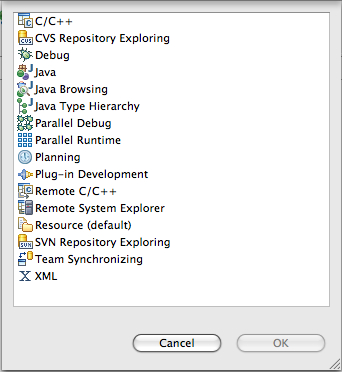 C/C++
CVS Repository Exploring
Debug
Java
Java Browsing
Java Type Hierarchy
Parallel Debug
Parallel Runtime
Planning
Plug-in Development
Remote C/C++
Remote System Explorer
Resource (default)
SVN Repository Exploring
Team Synchronizing
XML
Cancel OK